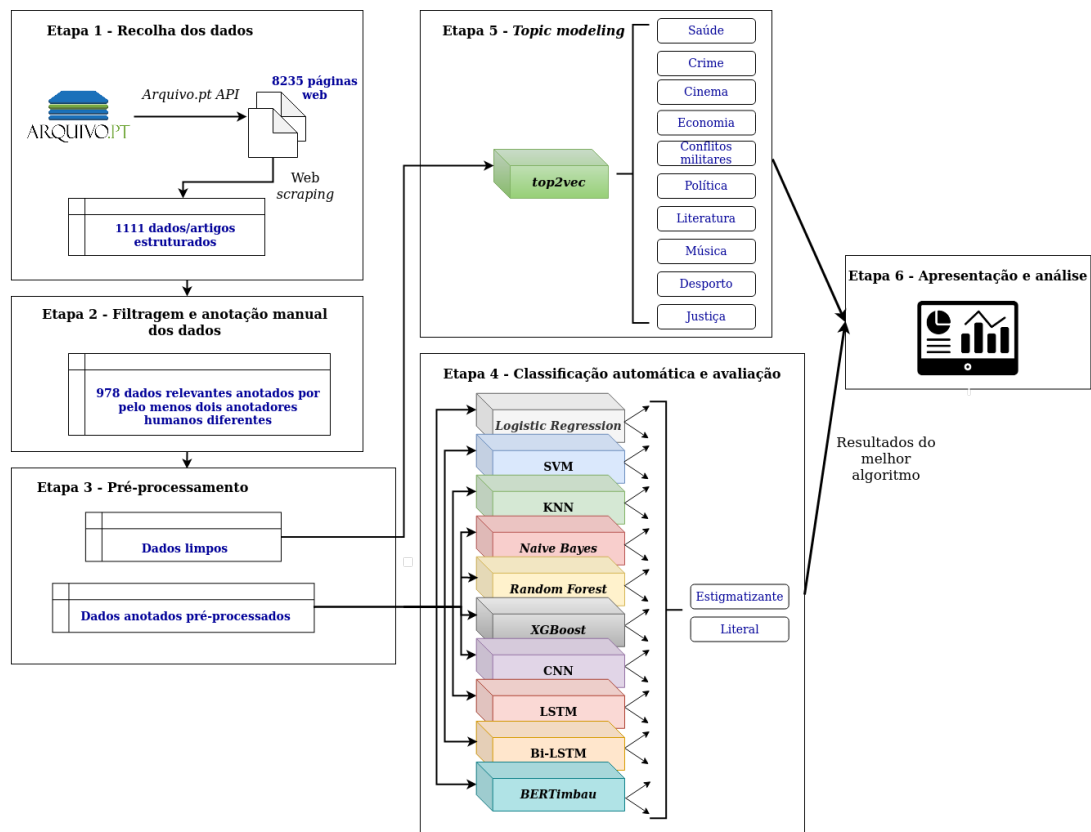 Etapa 1 - Recolha dos dados
ARQUIVO.PT
Arquivo.pt API
8235 páginas
web
Web
scraping
1111 dados/artigos
estruturados
Etapa 2 - Filtragem e anotação manual
dos dados
978 dados relevantes anotados por
pelo menos dois anotadores
humanos diferentes
Etapa 3 - Pré-processamento
Dados limpos
Dados anotados pré-processados
Etapa 5 - Topic modeling
top2vec
Saúde
Crime
Cinema
Economia
Conflitos
militares
Política
Literatura
Música
Desporto
Justiça
Etapa 4 - Classificação automática e avaliação
Logistic Regression
SVM
KNN
Naive Bayes
Random Forest
XGBoost
CNN
LSTM
Bi-LSTM
BERTimbau
Estigmatizante
Literal
Resultados do
melhor
algoritmo
Etapa 6 - Apresentação e análise